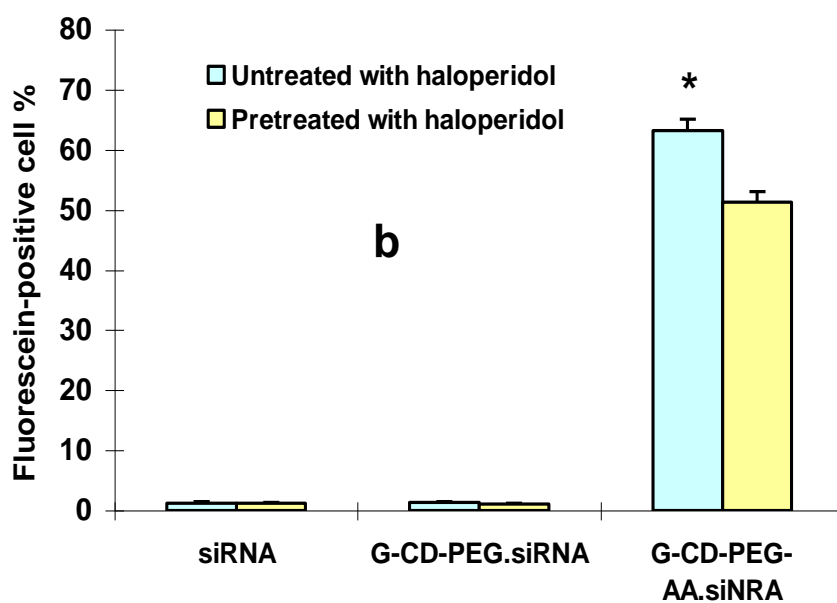 80
70
60
50
40
30
20
10
0
Fluorescein-positive cell %
Untreated with haloperidol
Pretreated with haloperidol
*
b
siRNA
G-CD-PEG.siRNA
G-CD-PEG-
AA.siNRA